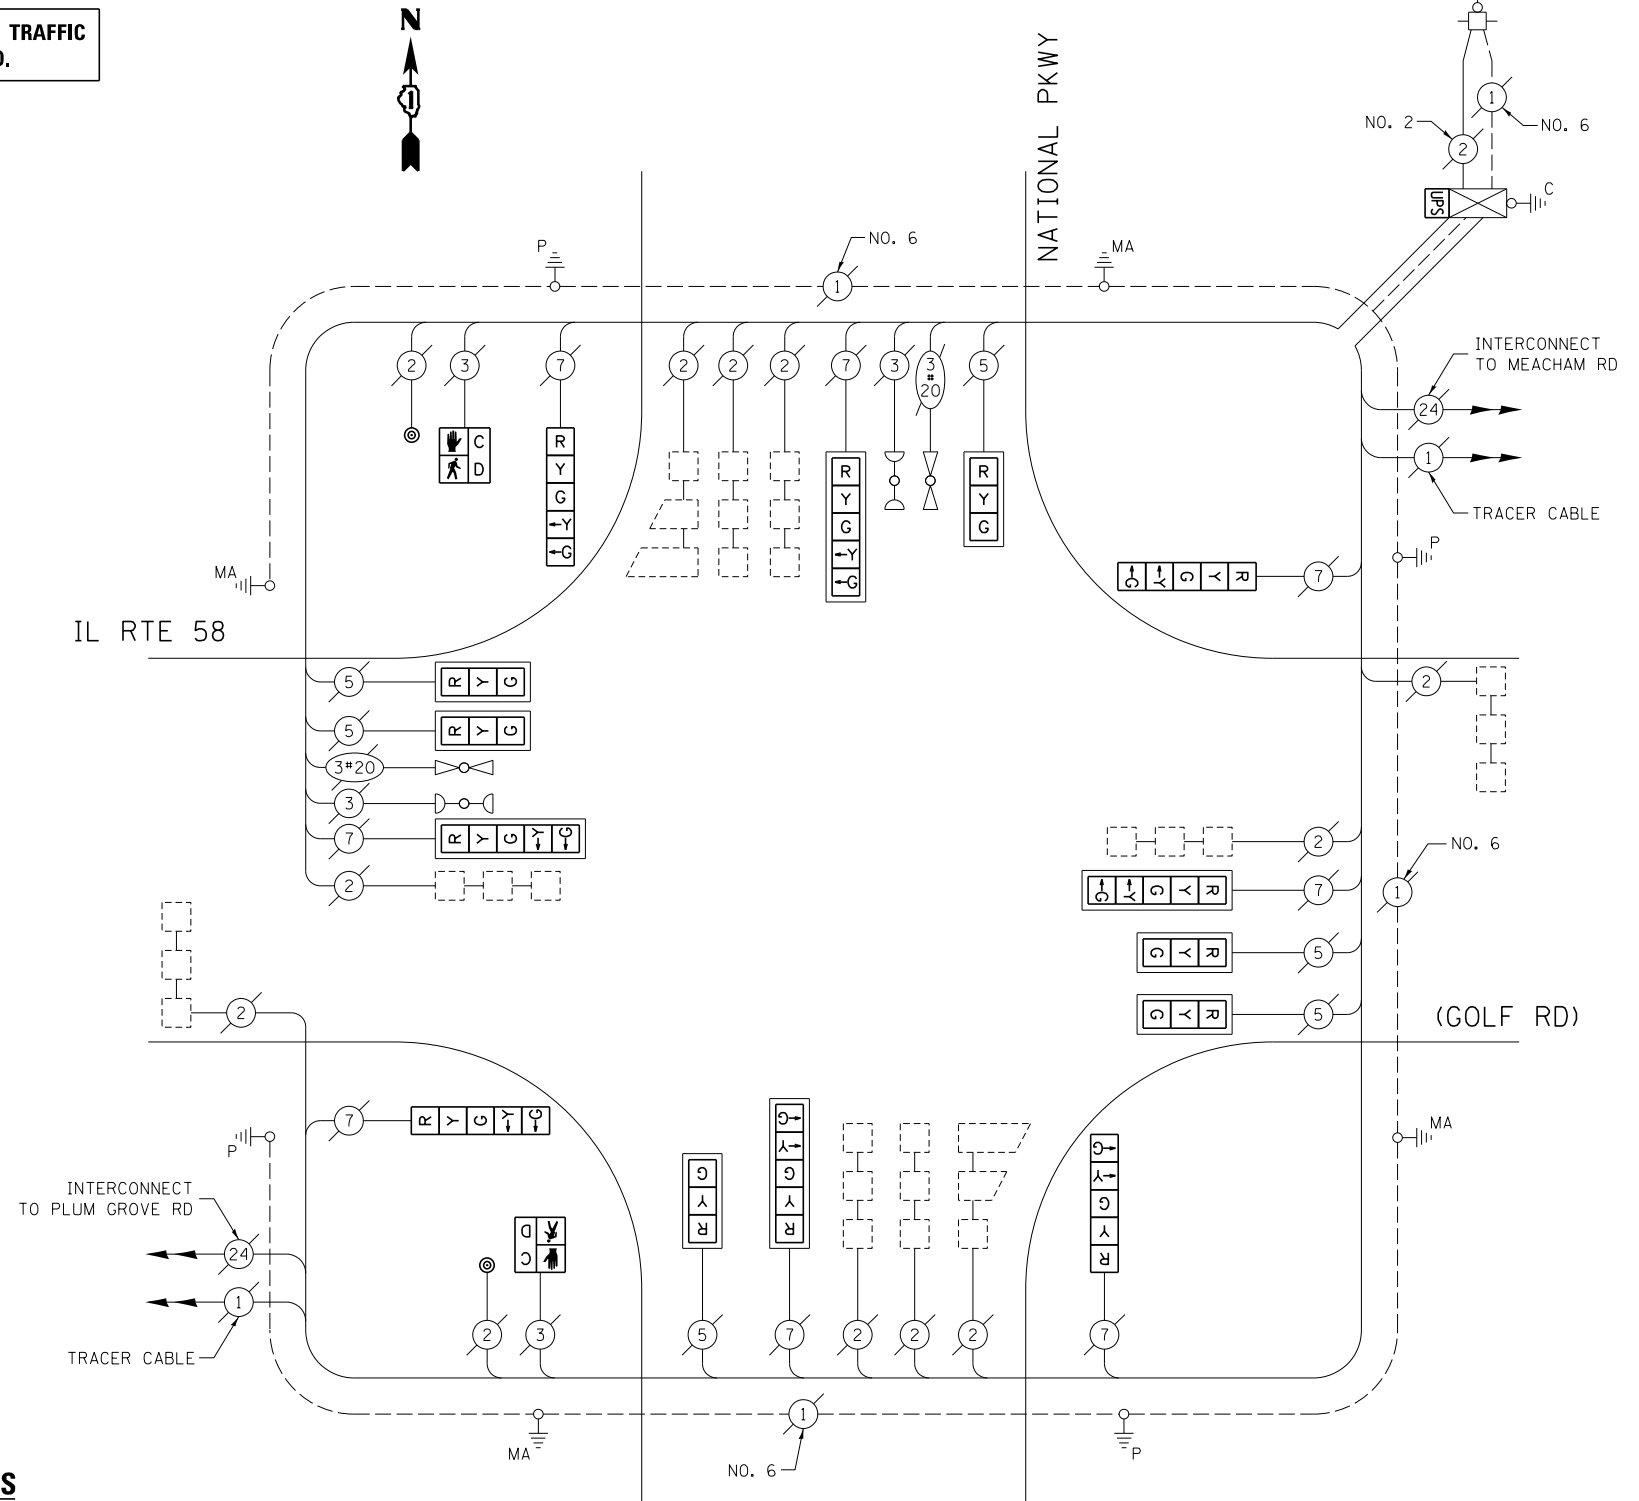 TRAFFIC
D.
N
1
NATIONAL PKWY
NO. 2
2
1
NO. 6
UPS
C
P
1
NO. 6
MA
2
3
7
2
2
2
7
3
3
#
20
5
C
D
R
Y
G
Y
G
R
Y
G
Y
G
R
Y
G
INTERCONNECT
TO MEACHAM RD
24
1
TRACER CABLE
P
G Y G Y R
7
MA
IL RTE 58
5
R Y G
5
R Y G
3#20
3
7
R Y G Y G
2
2
2
2
G Y G Y R
7
1
NO. 6
G Y R
5
G Y R
5
(GOLF RD)
7
R Y G Y G
P
MA
INTERCONNECT
TO PLUM GROVE RD
24
1
TRACER CABLE
D
C
2
3
G
Y
R
5
G
Y
G
Y
R
7
2
2
2
G
Y
G
Y
R
7
MA
1
NO. 6
P
S